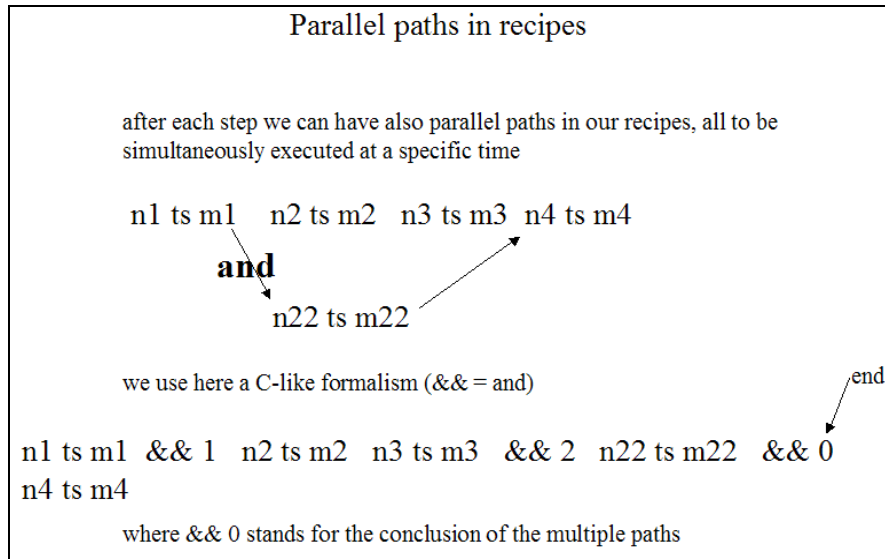 Parallel paths in recipes
after each step we can have also parallel paths in our recipes, all to be
simultaneously executed at a specific time
n1 ts m1 n2 ts m2 n3 ts m3 n4 ts m4
and
n22 ts m22
we use here a C-like formalism (&& = and)
end
n1 ts m1 && 1 n2 ts m2 n3 ts m3 && 2 n22 ts m22 && 0
n4 ts m4
where && 0 stands for the conclusion of the multiple paths